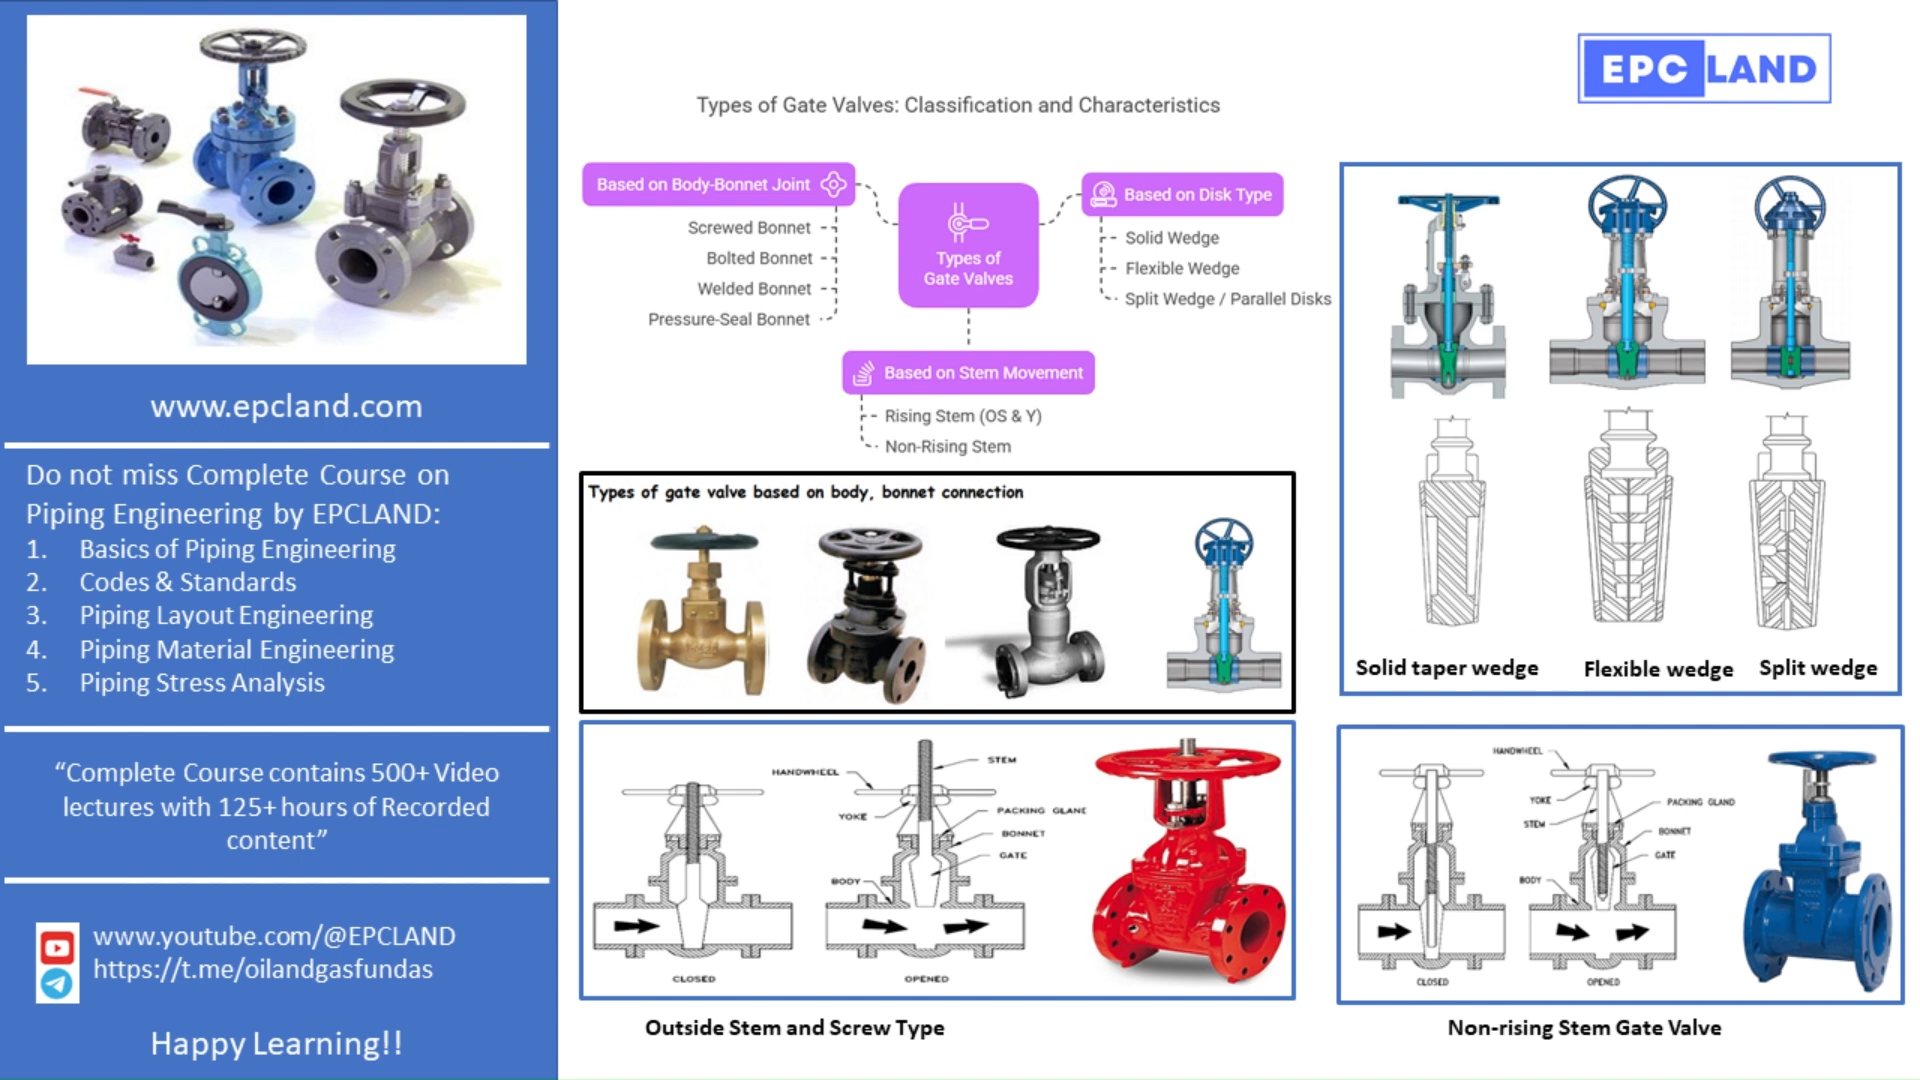 www.epcland.com
Do not miss Complete Course on
Piping Engineering by EPCLAND:
1. Basics of Piping Engineering
2. Codes & Standards
3. Piping Layout Engineering
4. Piping Material Engineering
5. Piping Stress Analysis
“Complete Course contains 500+ Video
lectures with 125+ hours of Recorded
content”
www.youtube.com/@EPCLAND
https://t.me/oilandgasfundas
Happy Learning!!
EPC LAND
Types of Gate Valves: Classification and Characteristics
Based on Body-Bonnet Joint
Screwed Bonnet
Bolted Bonnet
Welded Bonnet
Pressure-Seal Bonnet
Types of
Gate Valves
Based on Disk Type
Solid Wedge
Flexible Wedge
Split Wedge / Parallel Disks
Based on Stem Movement
Rising Stem (OS & Y)
Non-Rising Stem
Types of gate valve based on body, bonnet connection
Solid taper wedge
Flexible wedge
Split wedge
STEM
HANDWHEEL
YOKE
PACKING GLAND
BONNET
GATE
BODY
CLOSED
OPENED
Outside Stem and Screw Type
HANDWHEEL
YOKE
PACKING GLAND
STEM
BONNET
GATE
BODY
CLOSED
OPENED
Non-rising Stem Gate Valve